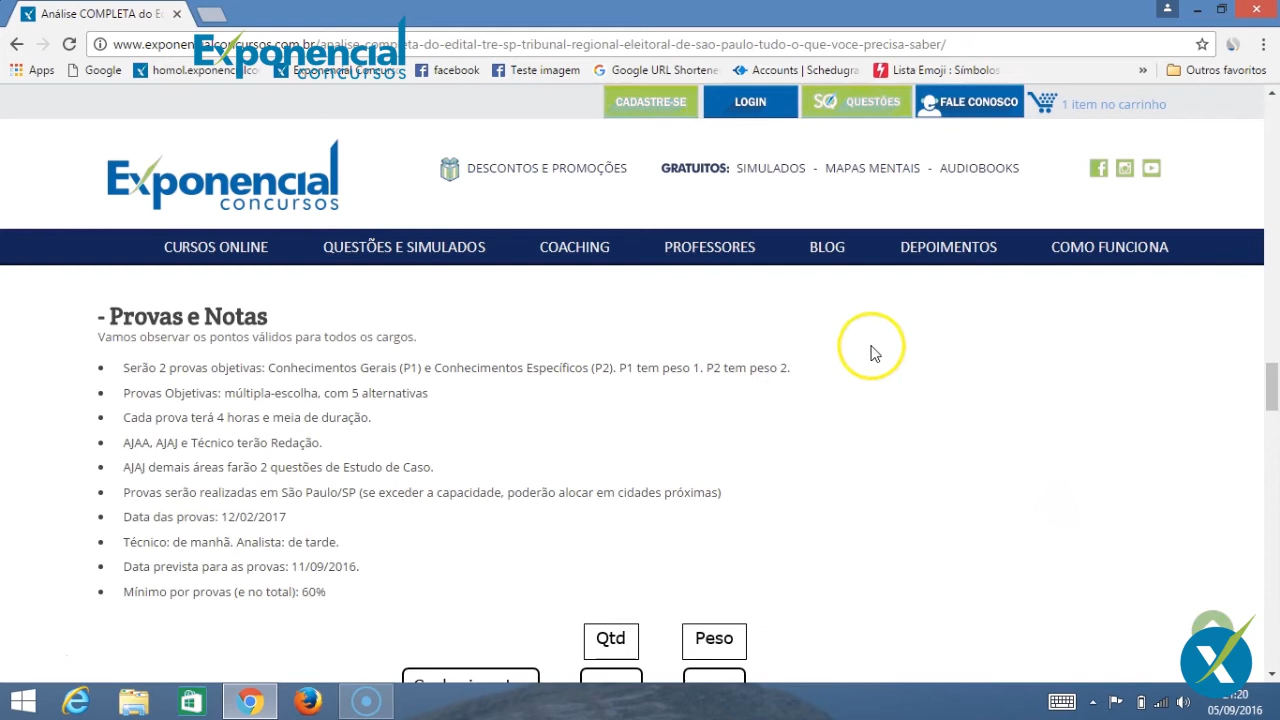 Análise COMPLETA do E
www.exponencialconcursos.com.br/analise-completa-do-edital-tre-sp-tribunal-regional-eleitoral-de-sao-paulo-tudo-o-que-voce-precisa-saber/
Exponencial
concursos
Apps Google homol.exponencialco Exponencial Concurs facebook Teste imagem Google URL Shortene Accounts | Schedugra Lista Emoji : Símbolos » Outros favoritos
CADASTRE-SE LOGIN SQ QUESTÕES FALE CONOSCO 1 item no carrinho
Exponencial
concursos
DESCONTOS E PROMOÇÕES GRATUITOS: SIMULADOS - MAPAS MENTAIS - AUDIOBOOKS
CURSOS ONLINE QUESTÕES E SIMULADOS COACHING PROFESSORES BLOG DEPOIMENTOS COMO FUNCIONA
- Provas e Notas
Vamos observar os pontos válidos para todos os cargos.
• Serão 2 provas objetivas: Conhecimentos Gerais (P1) e Conhecimentos Específicos (P2). P1 tem peso 1. P2 tem peso 2.
• Provas Objetivas: múltipla-escolha, com 5 alternativas
• Cada prova terá 4 horas e meia de duração.
• AJAA, AJAJ e Técnico terão Redação.
• AJAJ demais áreas farão 2 questões de Estudo de Caso.
• Provas serão realizadas em São Paulo/SP (se exceder a capacidade, poderão alocar em cidades próximas)
• Data das provas: 12/02/2017
• Técnico: de manhã. Analista: de tarde.
• Data prevista para as provas: 11/09/2016.
• Mínimo por provas (e no total): 60%
Qtd Peso
05/09/2016